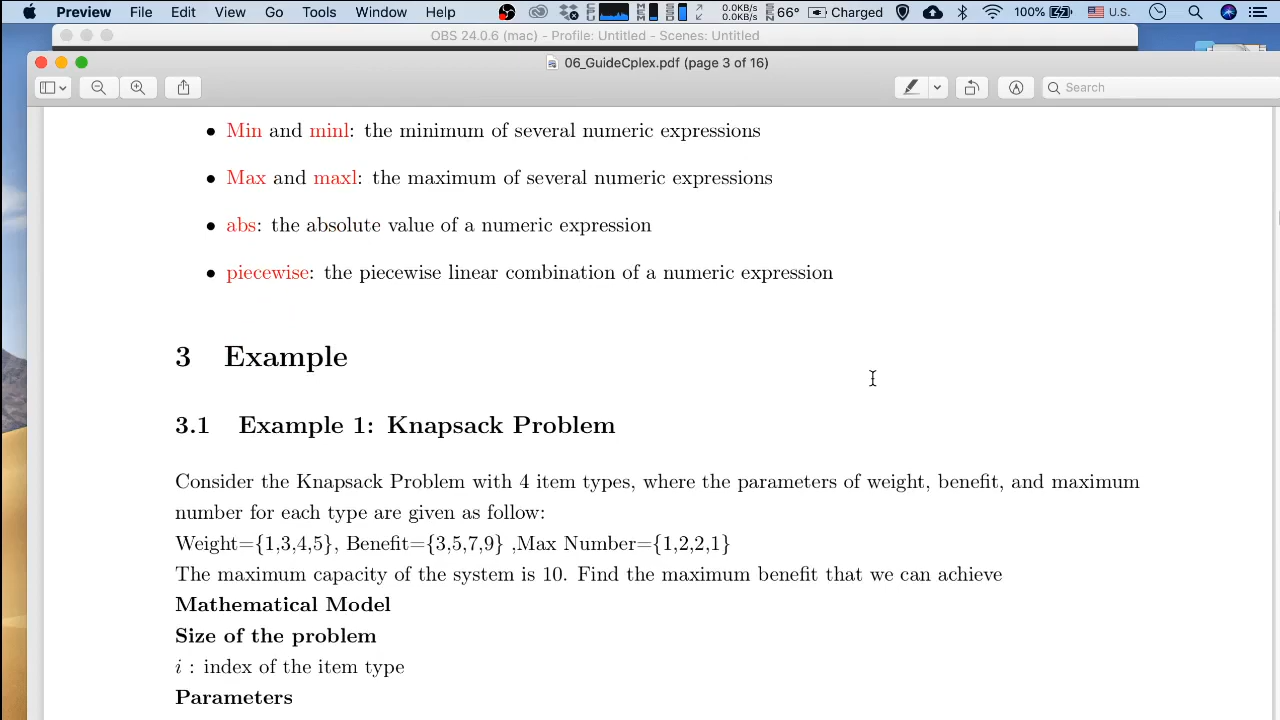 Preview File Edit View Go Tools Window Help 0.0KB/s 0.0KB/s 66° Charged 100% U.S.
OBS 24.0.6 (mac) - Profile: Untitled - Scenes: Untitled
06_GuideCplex.pdf (page 3 of 16)
Search
• Min and minl: the minimum of several numeric expressions
• Max and maxl: the maximum of several numeric expressions
• abs: the absolute value of a numeric expression
• piecewise: the piecewise linear combination of a numeric expression
3 Example
3.1 Example 1: Knapsack Problem
Consider the Knapsack Problem with 4 item types, where the parameters of weight, benefit, and maximum
number for each type are given as follow:
Weight={1,3,4,5}, Benefit={3,5,7,9} ,Max Number={1,2,2,1}
The maximum capacity of the system is 10. Find the maximum benefit that we can achieve
Mathematical Model
Size of the problem
i : index of the item type
Parameters